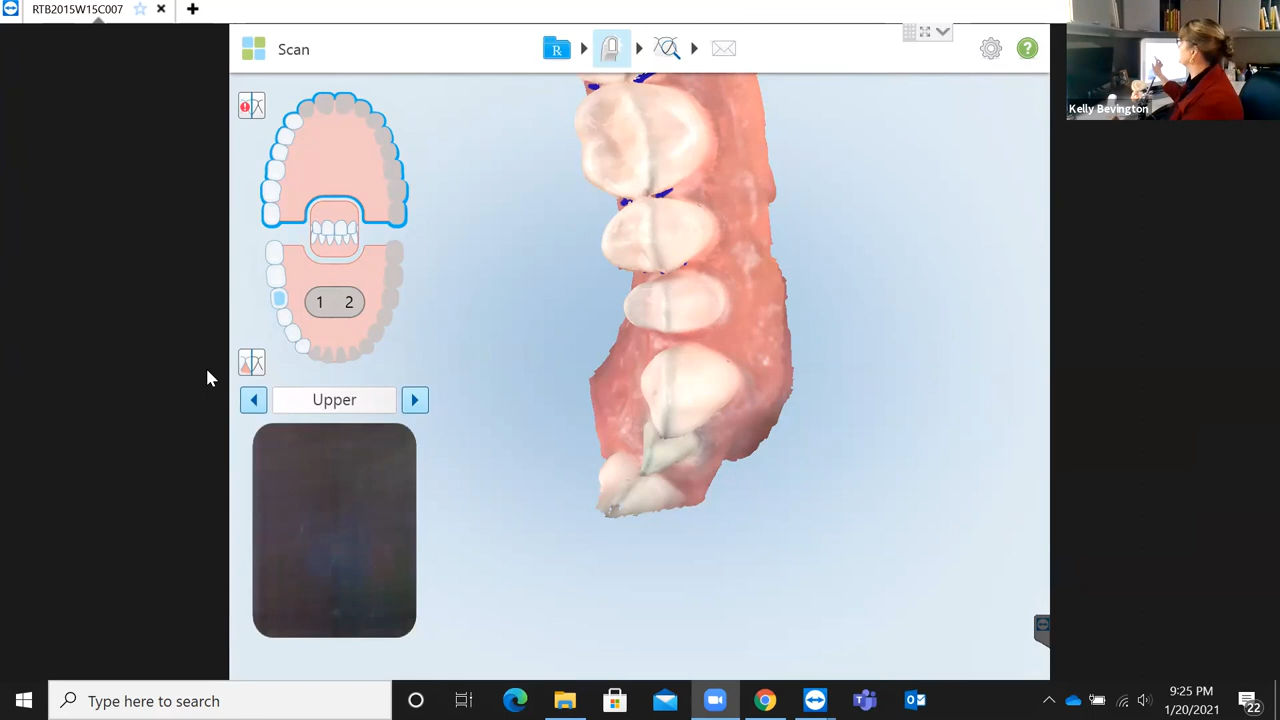 RTB2015W15C007
Scan
R
?
Kelly Bevington
1 2
Upper
Type here to search
9:25 PM
1/20/2021
22